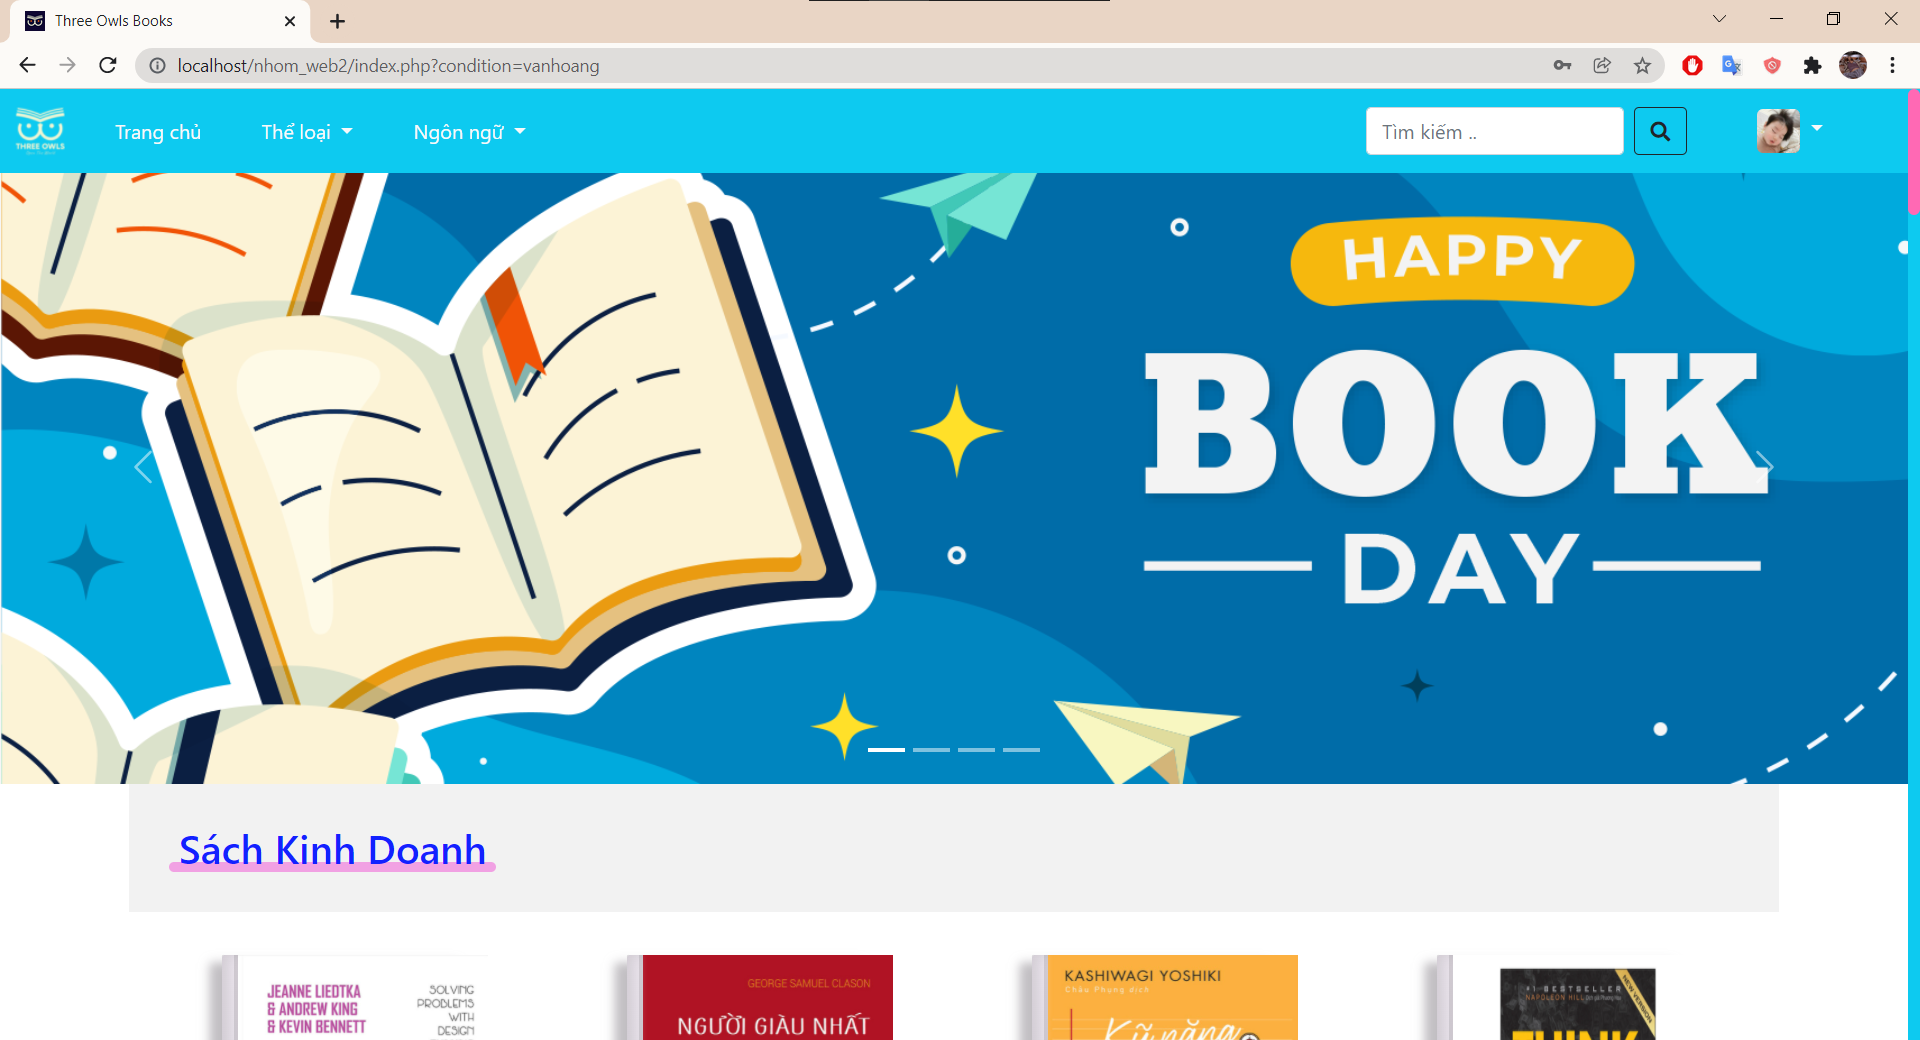 Three Owls Books
localhost/nhom_web2/index.php?condition=vanhoang
THREE OWLS
Trang chủ
Thể loại
Ngôn ngữ
Tìm kiếm ..
HAPPY
BOOK
DAY
Sách Kinh Doanh
JEANNE LIEDTKA
& ANDREW KING
& KEVIN BENNETT
SOLVING
PROBLEMS
WITH
DESIGN
GEORGE SAMUEL CLASON
NGƯỜI GIÀU NHẤT
KASHIWAGI YOSHIKI
Châu Phụng dịch
Kỹ năng
#1 BESTSELLER
NAPOLEON HILL
NEW VERSION
THINK